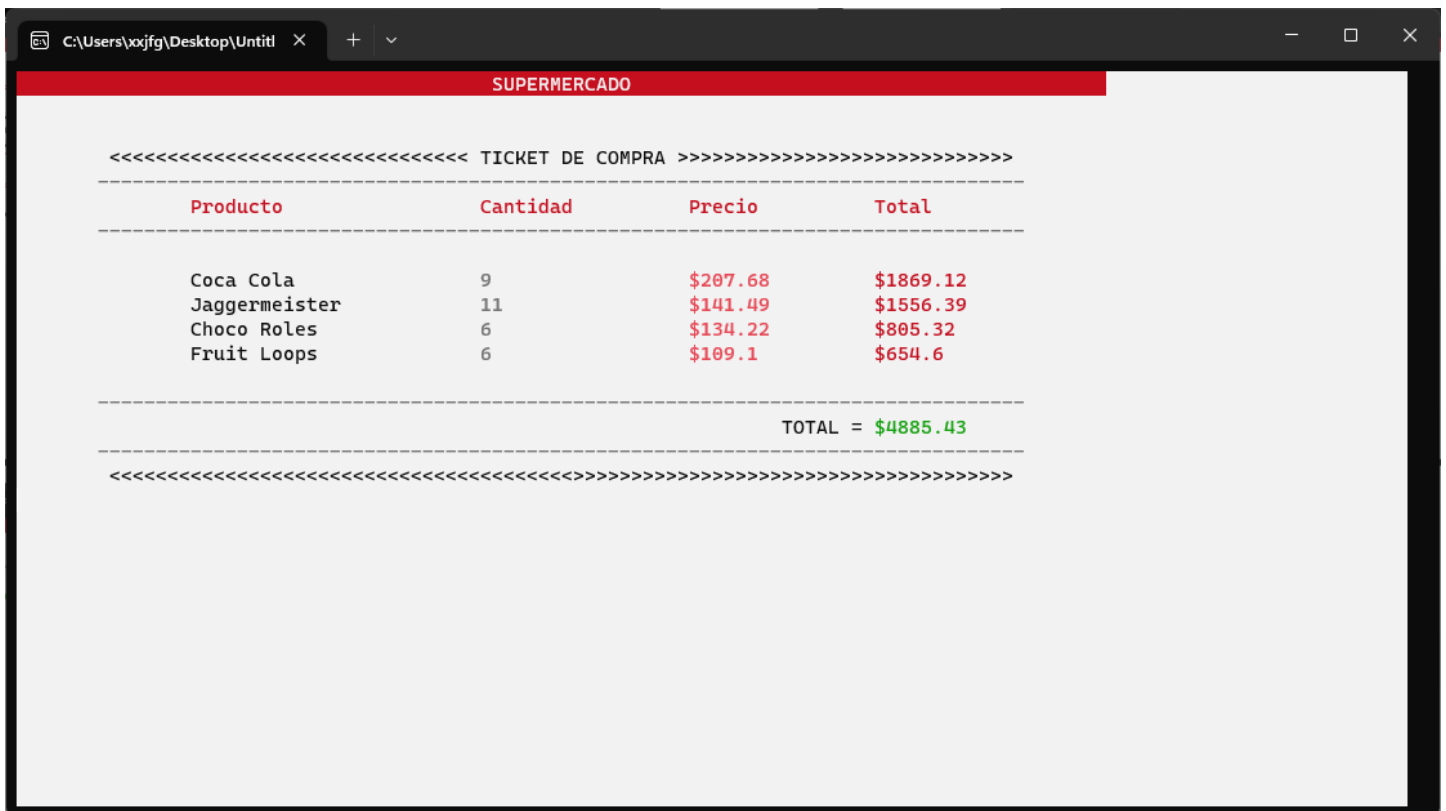 C:\Users\xxjfg\Desktop\Untitl
SUPERMERCADO
<<<<<<<<<<<<<<<<<<<<<<<<<<<<<<< TICKET DE COMPRA >>>>>>>>>>>>>>>>>>>>>>>>>>>>>
--------------------------------------------------------------------------------
Producto Cantidad Precio Total
--------------------------------------------------------------------------------
Coca Cola 9 $207.68 $1869.12
Jaggermeister 11 $141.49 $1556.39
Choco Roles 6 $134.22 $805.32
Fruit Loops 6 $109.1 $654.6
--------------------------------------------------------------------------------
TOTAL = $4885.43
--------------------------------------------------------------------------------
<<<<<<<<<<<<<<<<<<<<<<<<<<<<<<<<<<<<<<<<>>>>>>>>>>>>>>>>>>>>>>>>>>>>>>>>>>>>>>